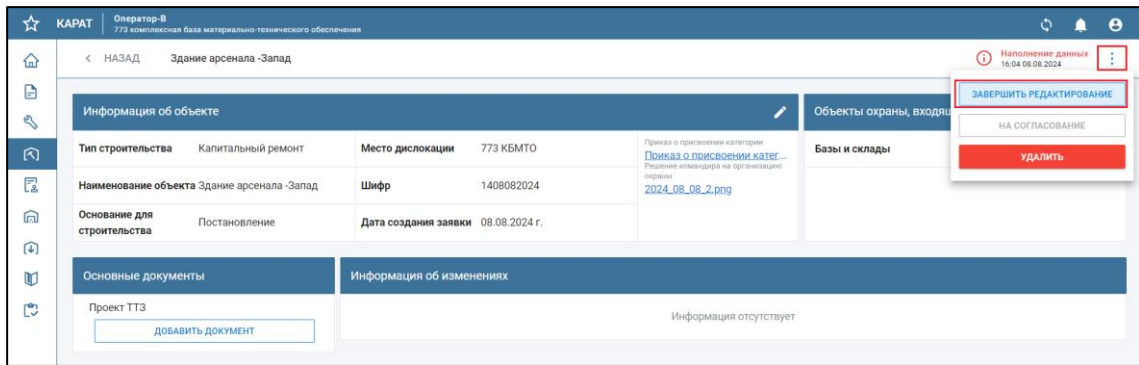 КАРАТ
Оператор-В
773 комплексная база материально-технического обеспечения
НАЗАД
Здание арсенала -Запад
Наполнение данных
16:04 08.08.2024
ЗАВЕРШИТЬ РЕДАКТИРОВАНИЕ
НА СОГЛАСОВАНИЕ
УДАЛИТЬ
Информация об объекте
Тип строительства Капитальный ремонт
Наименование объекта Здание арсенала -Запад
Основание для
строительства
Постановление
Место дислокации 773 КБМТО
Шифр 1408082024
Дата создания заявки 08.08.2024 г.
Приказ о присвоении категории
Приказ о присвоении катег...
Решение командира на организацию
охраны
2024_08_08_2.png
Объекты охраны, входящ
Базы и склады
Основные документы
Проект ТТЗ
ДОБАВИТЬ ДОКУМЕНТ
Информация об изменениях
Информация отсутствует